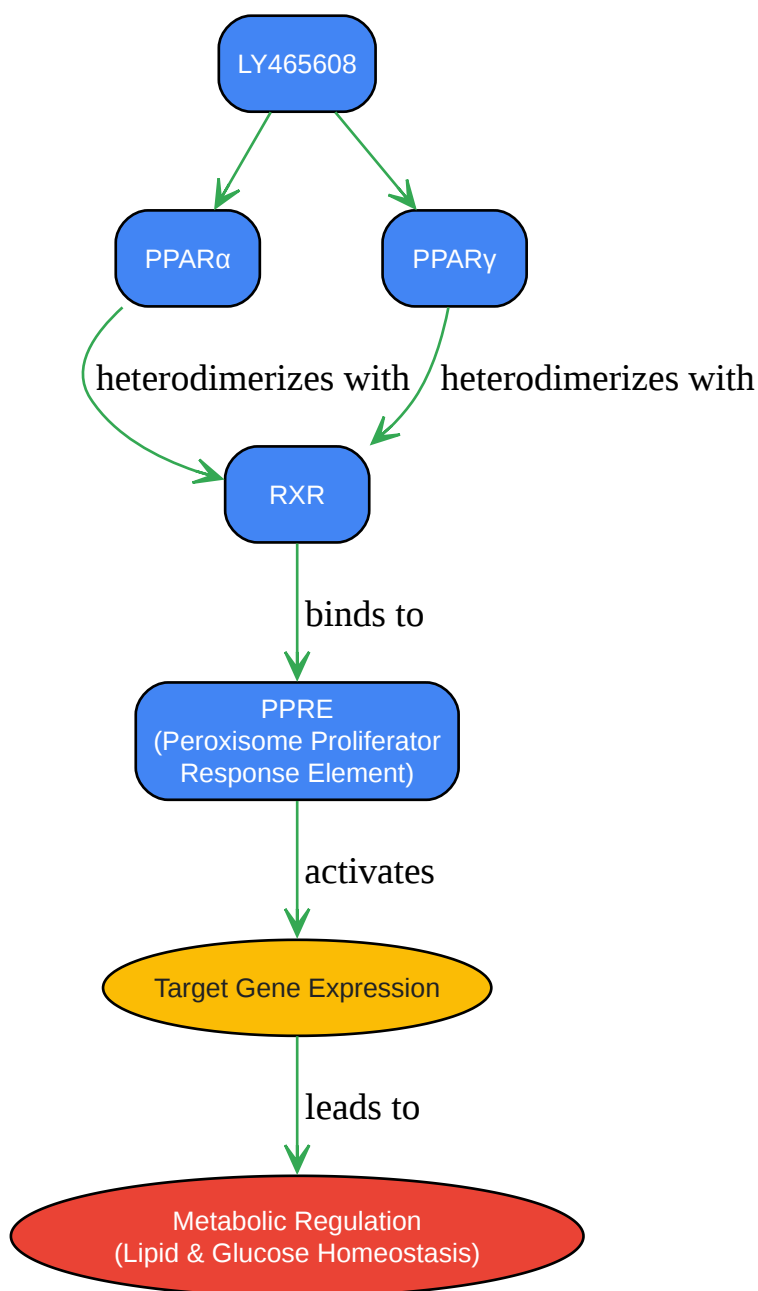 LY465608
PPARα
PPARγ
heterodimerizes with
heterodimerizes with
RXR
binds to
PPRE
(Peroxisome Proliferator
Response Element)
activates
Target Gene Expression
leads to
Metabolic Regulation
(Lipid & Glucose Homeostasis)